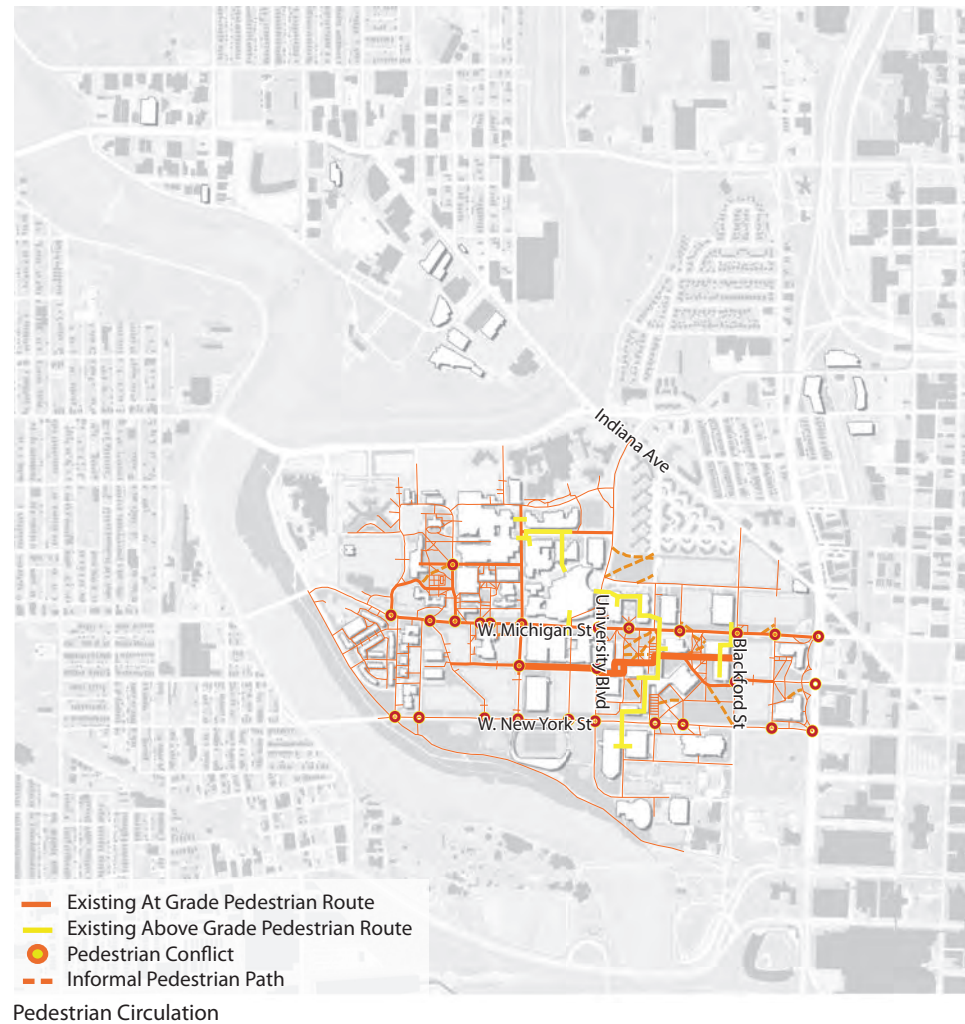 Indiana Ave
University Blvd
W. Michigan St
Blackford St
W. New York St
Existing At Grade Pedestrian Route
Existing Above Grade Pedestrian Route
Pedestrian Conflict
Informal Pedestrian Path
Pedestrian Circulation